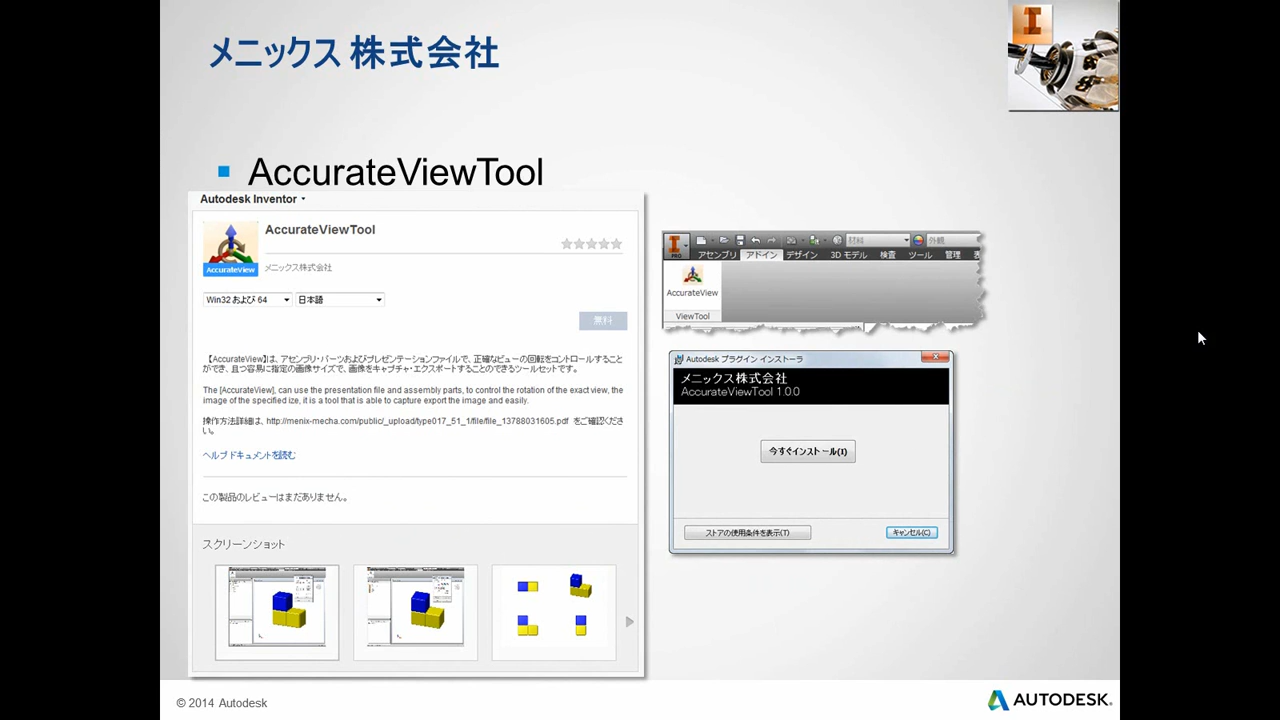 メニックス 株式会社
AccurateViewTool
Autodesk Inventor
AccurateViewTool
AccurateView
メニックス株式会社
Win32 および 64
日本語
無料
【AccurateView】は、アセンブリ・パーツおよびプレゼンテーションファイルで、正確なビューの回転をコントロールすること
ができ、且つ容易に指定の画像サイズで、画像をキャプチャ・エクスポートすることのできるツールセットです。
The [AccurateView], can use the presentation file and assembly parts, to control the rotation of the exact view, the
image of the specified ize, it is a tool that is able to capture export the image and easily.
操作方法詳細は、http://menix-mecha.com/public/_upload/type017_51_1/file/file_13788031605.pdf をご確認くださ
い。
ヘルプ ドキュメントを読む
この製品のレビューはまだありません。
スクリーンショット
PRO
材料
外観
アセンブリ アドイン デザイン 3D モデル 検査 ツール 管理
AccurateView
ViewTool
Autodesk プラグイン インストーラ
メニックス株式会社
AccurateViewTool 1.0.0
今すぐインストール(I)
ストアの使用条件を表示(T)
キャンセル(C)
© 2014 Autodesk
AUTODESK.